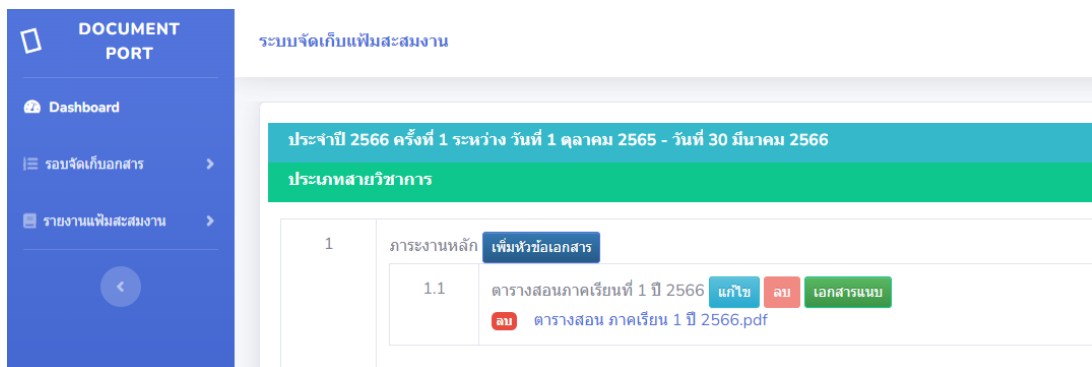 DOCUMENT
PORT
Dashboard
รอบจัดเก็บอกสาร
รายงานแฟ้มสะสมงาน
ระบบจัดเก็บแฟ้มสะสมงาน
ประจำปี 2566 ครั้งที่ 1 ระหว่าง วันที่ 1 ตุลาคม 2565 - วันที่ 30 มีนาคม 2566
ประเภทสายวิชาการ
1 ภาระงานหลัก เพิ่มหัวข้อเอกสาร
1.1 ตารางสอนภาคเรียนที่ 1 ปี 2566 แก้ไข ลบ เอกสารแนบ
ลบ ตารางสอน ภาคเรียน 1 ปี 2566.pdf